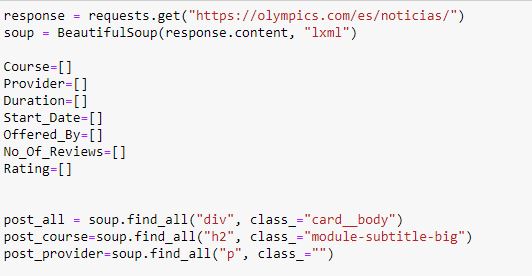 response = requests.get("https://olympics.com/es/noticias/")
soup = BeautifulSoup(response.content, "lxml")
Course=[]
Provider=[]
Duration=[]
Start_Date=[]
Offered_By=[]
No_Of_Reviews=[]
Rating=[]
post_all = soup.find_all("div", class_="card__body")
post_course=soup.find_all("h2", class_="module-subtitle-big")
post_provider=soup.find_all("p", class_="")